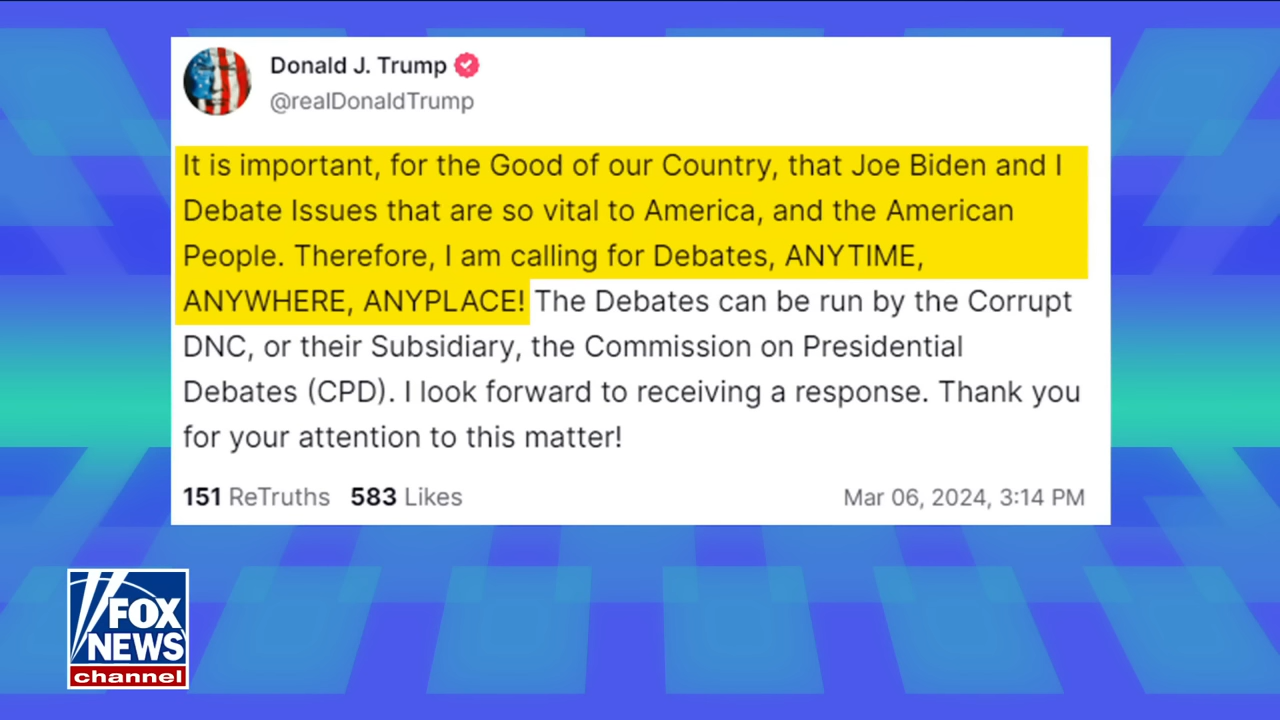 Donald J. Trump
@realDonaldTrump
It is important, for the Good of our Country, that Joe Biden and I
Debate Issues that are so vital to America, and the American
People. Therefore, I am calling for Debates, ANYTIME,
ANYWHERE, ANYPLACE! The Debates can be run by the Corrupt
DNC, or their Subsidiary, the Commission on Presidential
Debates (CPD). I look forward to receiving a response. Thank you
for your attention to this matter!
151 ReTruths 583 Likes Mar 06, 2024, 3:14 PM
FOX
NEWS
channel